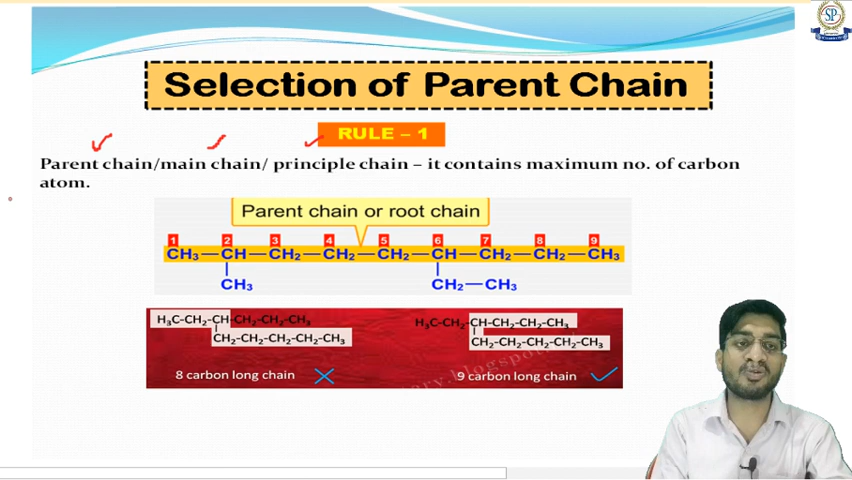 SP
Selection of Parent Chain
RULE – 1
Parent chain/main chain/ principle chain – it contains maximum no. of carbon
atom.
Parent chain or root chain
1 2 3 4 5 6 7 8 9
CH₃—CH—CH₂—CH₂—CH₂—CH—CH₂—CH₂—CH₃
CH₃ CH₂—CH₃
H₃C-CH₂-CH-CH₂-CH₂-CH₃
CH₂-CH₂-CH₂-CH₂-CH₃
8 carbon long chain
H₃C-CH₂-CH-CH₂-CH₂-CH₃
CH₂-CH₂-CH₂-CH₂-CH₃
9 carbon long chain